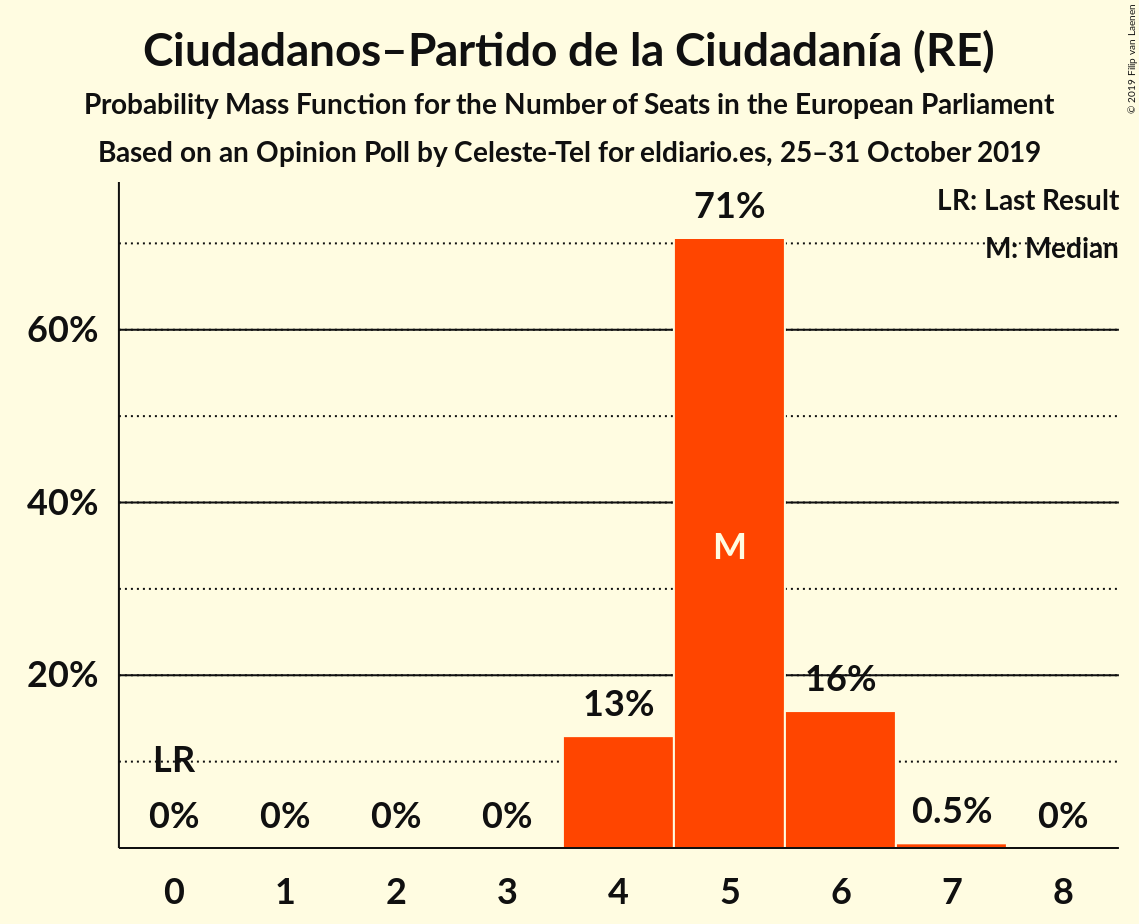 Ciudadanos–Partido de la Ciudadanía (RE)
Probability Mass Function for the Number of Seats in the European Parliament
Based on an Opinion Poll by Celeste-Tel for eldiario.es, 25–31 October 2019
© 2019 Filip van Laenen
LR: Last Result
M: Median
71%
60%
40%
M
20%
16%
13%
LR
0%
0%
0%
0%
0.5%
0%
0 1 2 3 4 5 6 7 8